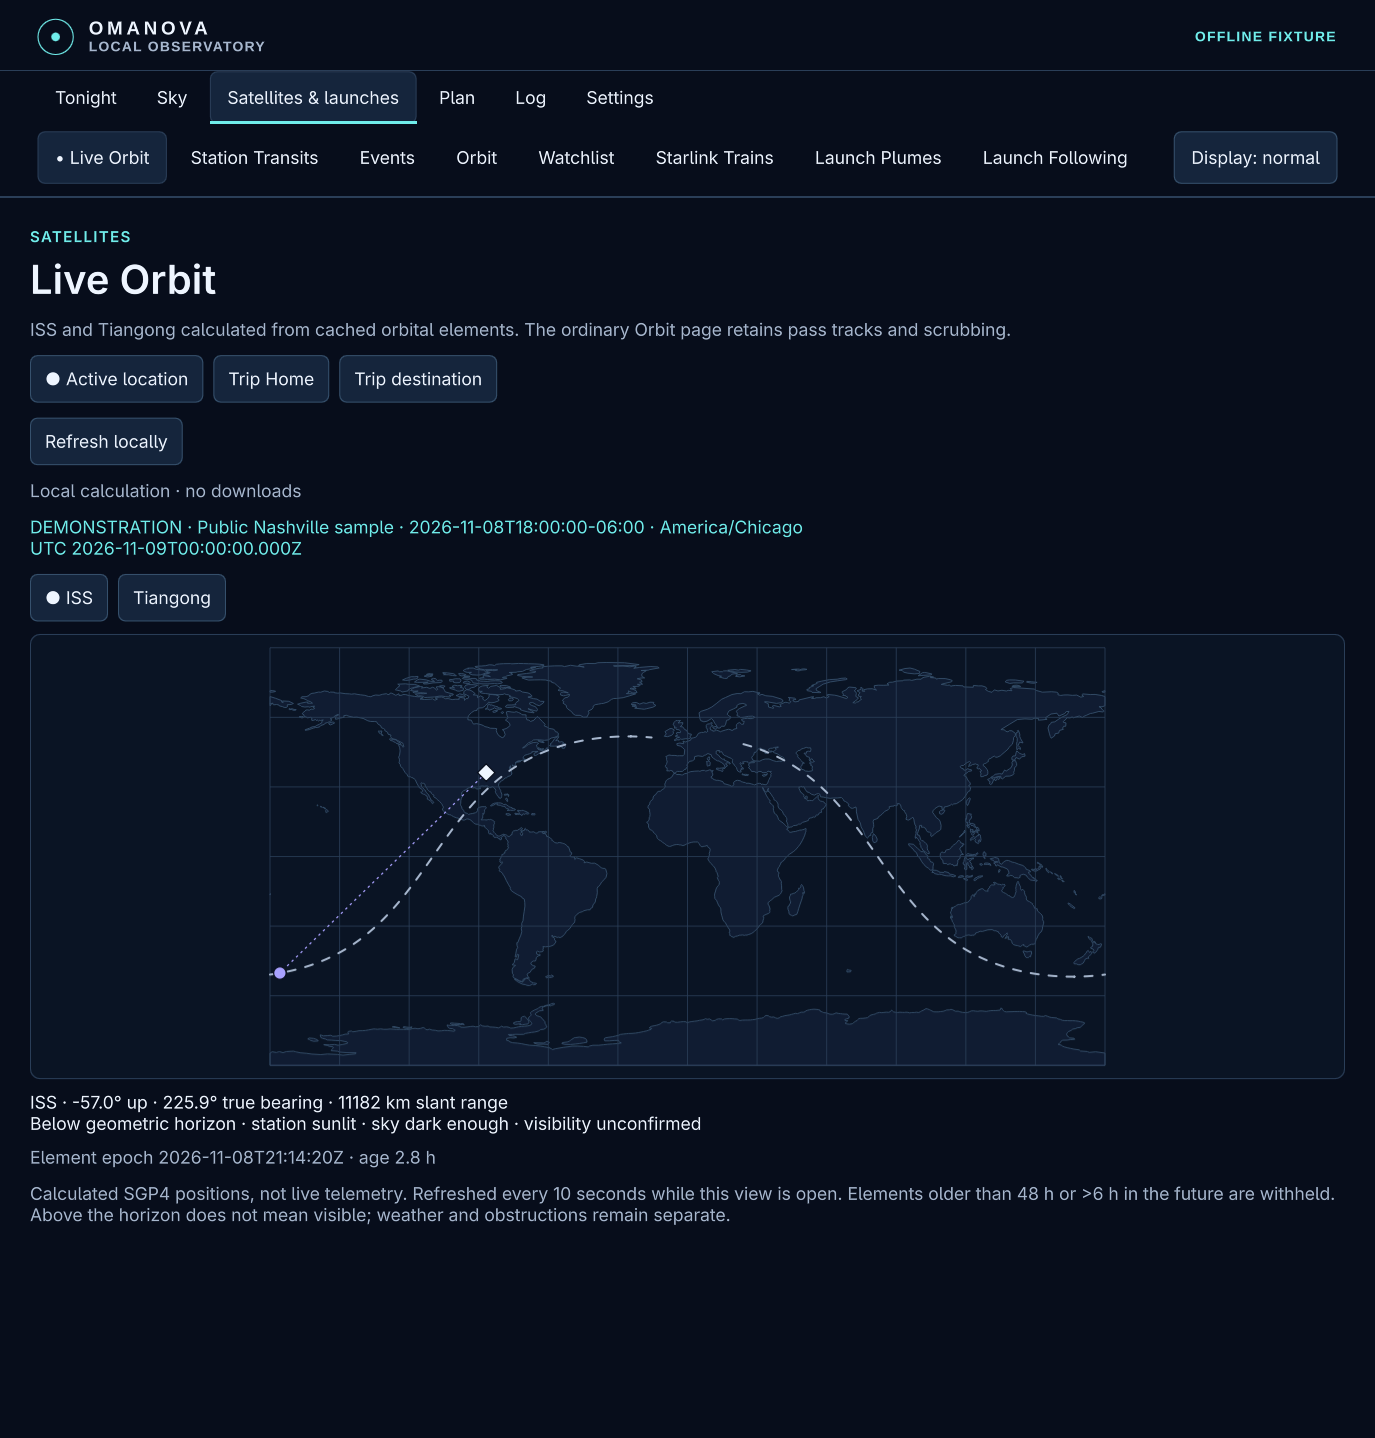 OMANOVA
LOCAL OBSERVATORY
OFFLINE FIXTURE
Tonight
Sky
Satellites & launches
Plan
Log
Settings
• Live Orbit
Station Transits
Events
Orbit
Watchlist
Starlink Trains
Launch Plumes
Launch Following
Display: normal
SATELLITES
Live Orbit
ISS and Tiangong calculated from cached orbital elements. The ordinary Orbit page retains pass tracks and scrubbing.
● Active location
Trip Home
Trip destination
Refresh locally
Local calculation · no downloads
DEMONSTRATION · Public Nashville sample · 2026-11-08T18:00:00-06:00 · America/Chicago
UTC 2026-11-09T00:00:00.000Z
● ISS
Tiangong
ISS · -57.0° up · 225.9° true bearing · 11182 km slant range
Below geometric horizon · station sunlit · sky dark enough · visibility unconfirmed
Element epoch 2026-11-08T21:14:20Z · age 2.8 h
Calculated SGP4 positions, not live telemetry. Refreshed every 10 seconds while this view is open. Elements older than 48 h or >6 h in the future are withheld.
Above the horizon does not mean visible; weather and obstructions remain separate.